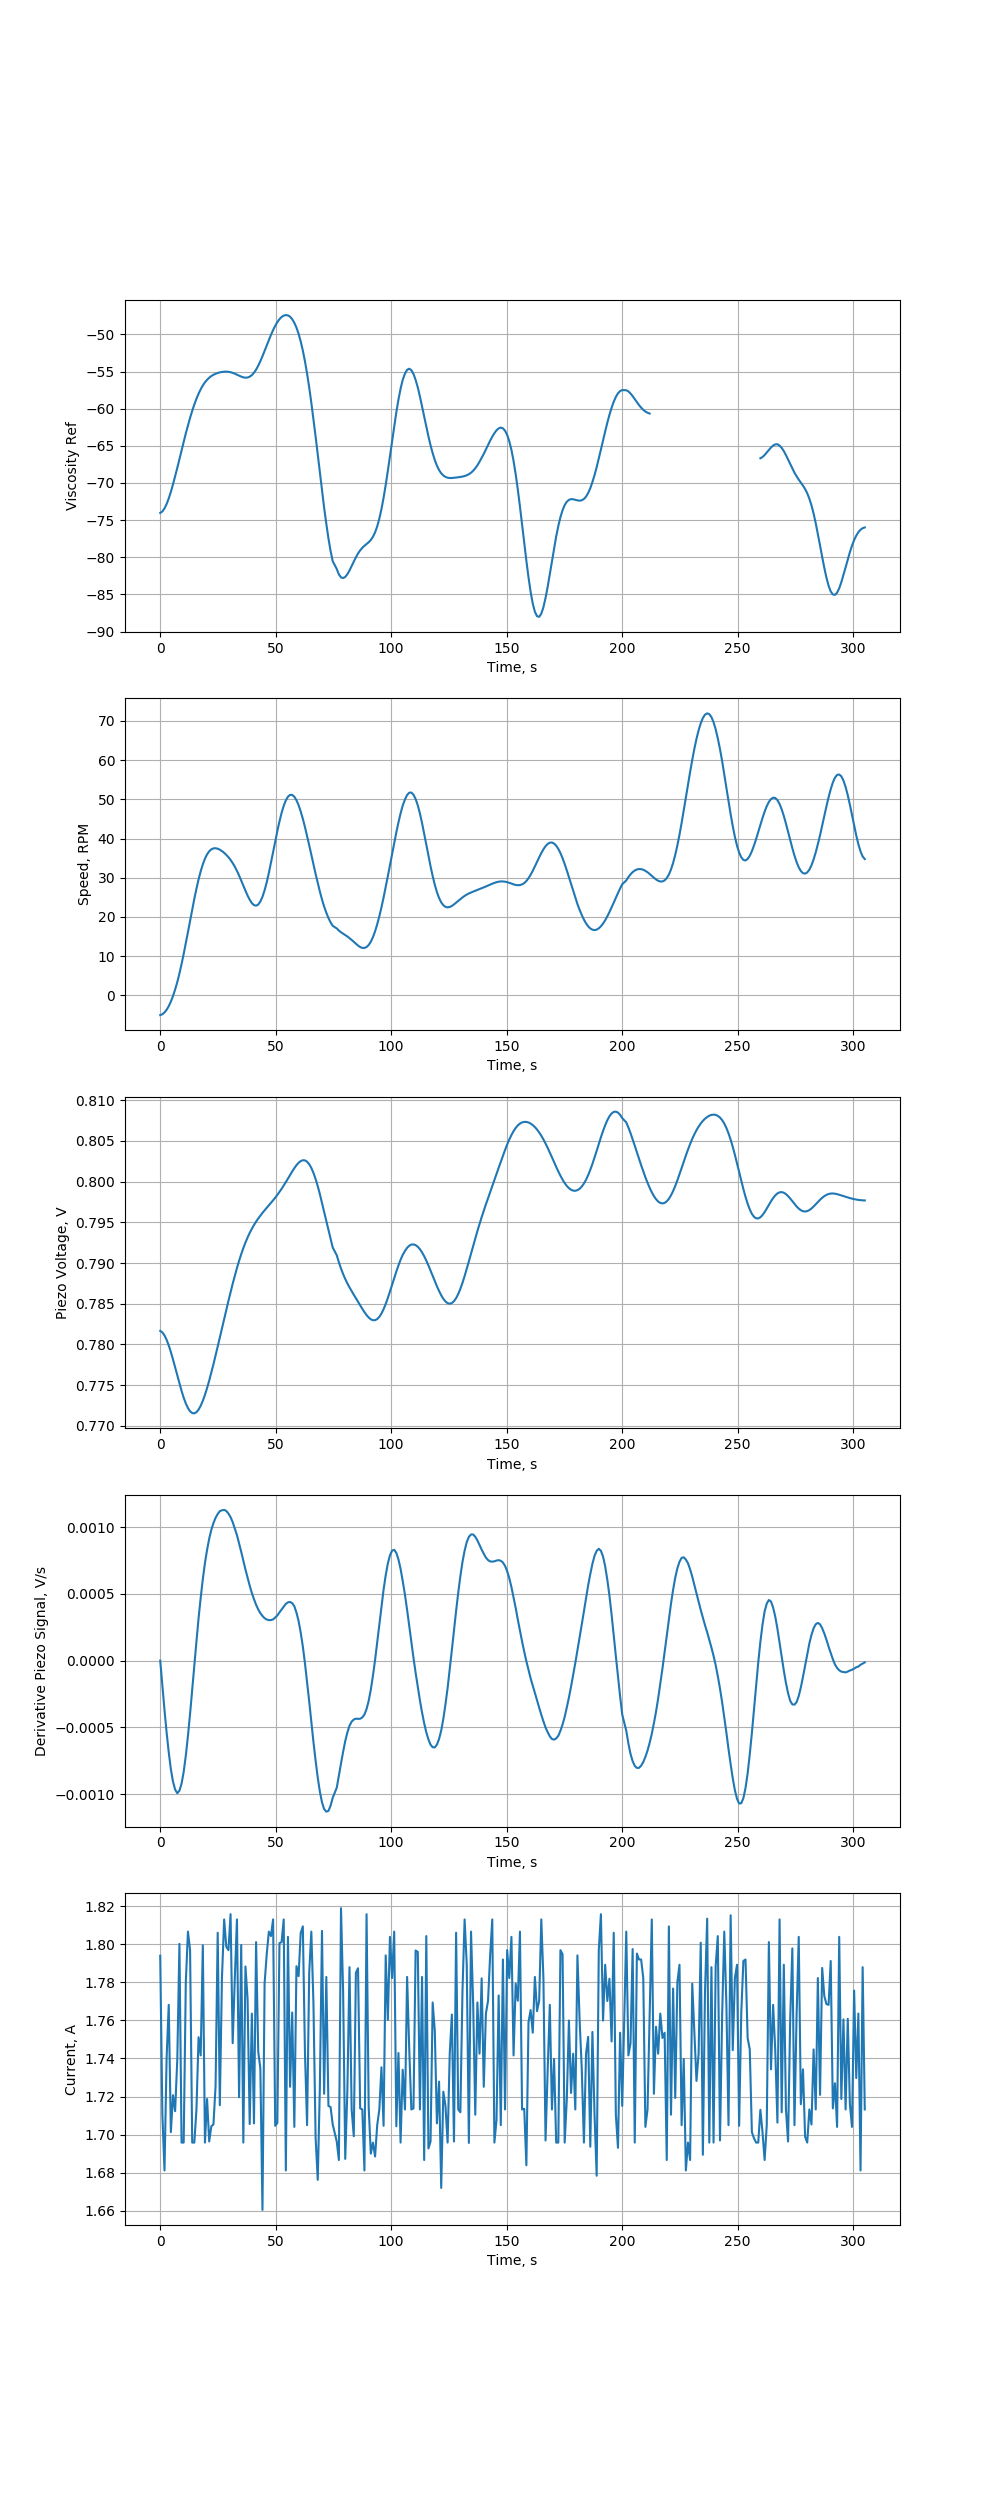 −50
−55
−60
−65
−70
−75
−80
−85
−90
Viscosity Ref
0 50 100 150 200 250 300
Time, s
70
60
50
40
30
20
10
0
Speed, RPM
0 50 100 150 200 250 300
Time, s
0.810
0.805
0.800
0.795
0.790
0.785
0.780
0.775
0.770
Piezo Voltage, V
0 50 100 150 200 250 300
Time, s
0.0010
0.0005
0.0000
−0.0005
−0.0010
Derivative Piezo Signal, V/s
0 50 100 150 200 250 300
Time, s
1.82
1.80
1.78
1.76
1.74
1.72
1.70
1.68
1.66
Current, A
0 50 100 150 200 250 300
Time, s